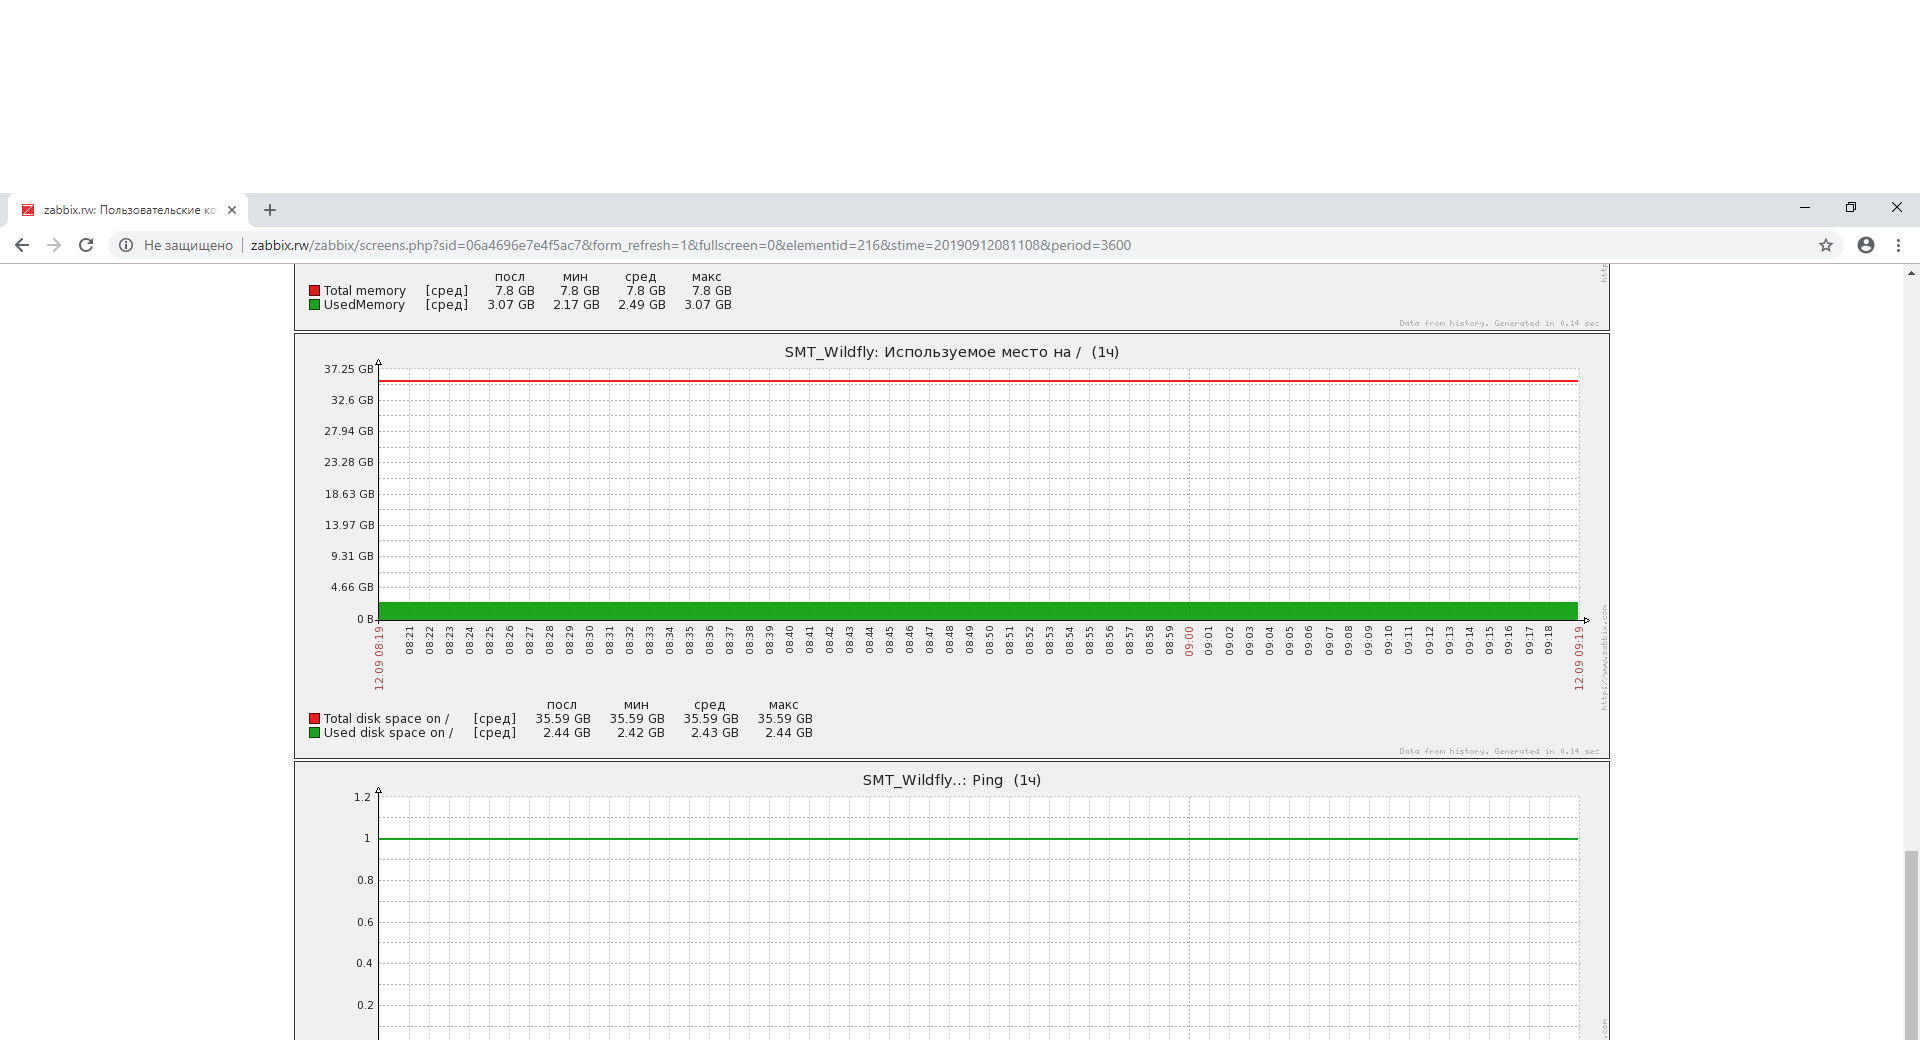 zabbix.rw: Пользовательские ко
Не защищено zabbix.rw/zabbix/screens.php?sid=06a4696e7e4f5ac7&form_refresh=1&fullscreen=0&elementid=216&stime=20190912081108&period=3600
посл мин сред макс
Total memory [сред] 7.8 GB 7.8 GB 7.8 GB 7.8 GB
UsedMemory [сред] 3.07 GB 2.17 GB 2.49 GB 3.07 GB
http
Data from history. Generated in 0.14 sec
SMT_Wildfly: Используемое место на / (1ч)
37.25 GB
32.6 GB
27.94 GB
23.28 GB
18.63 GB
13.97 GB
9.31 GB
4.66 GB
0 B
12.09 08:19 08:21 08:22 08:23 08:24 08:25 08:26 08:27 08:28 08:29 08:30 08:31 08:32 08:33 08:34 08:35 08:36 08:37 08:38 08:39 08:40 08:41 08:42 08:43 08:44 08:45 08:46 08:47 08:48 08:49 08:50 08:51 08:52 08:53 08:54 08:55 08:56 08:57 08:58 08:59 09:00 09:01 09:02 09:03 09:04 09:05 09:06 09:07 09:08 09:09 09:10 09:11 09:12 09:13 09:14 09:15 09:16 09:17 09:18 12.09 09:19
http://www.zabbix.com
посл мин сред макс
Total disk space on / [сред] 35.59 GB 35.59 GB 35.59 GB 35.59 GB
Used disk space on / [сред] 2.44 GB 2.42 GB 2.43 GB 2.44 GB
Data from history. Generated in 0.14 sec
SMT_Wildfly..: Ping (1ч)
1.2
1
0.8
0.6
0.4
0.2
.com